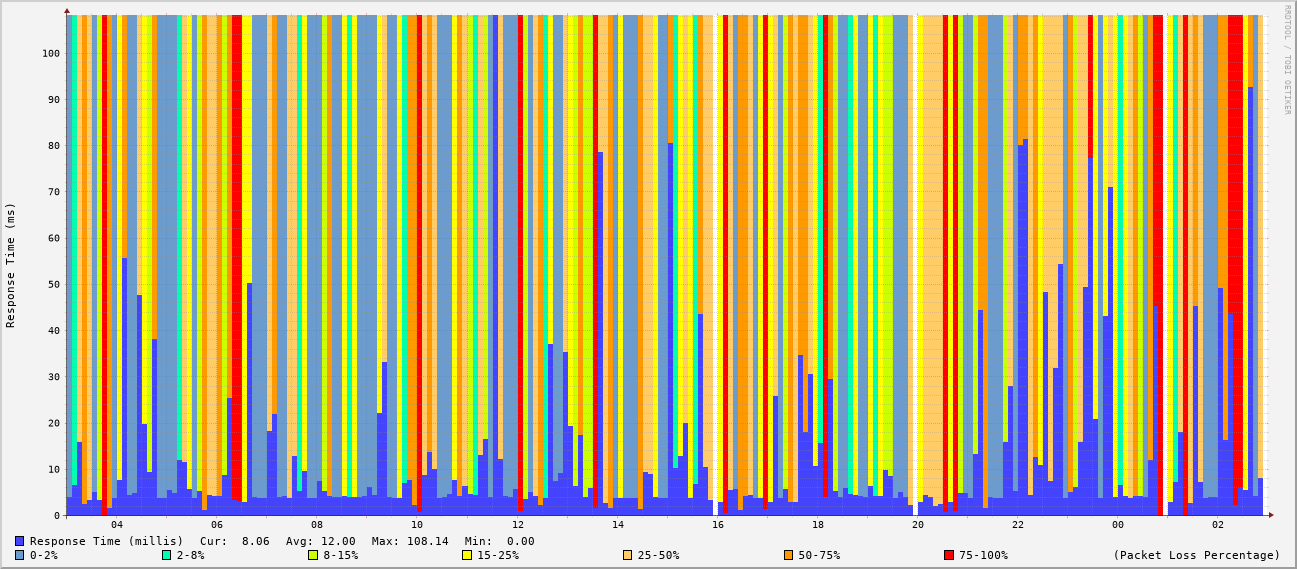 RRDTOOL / TOBI OETIKER
Response Time (ms)
100
90
80
70
60
50
40
30
20
10
0
04 06 08 10 12 14 16 18 20 22 00 02
Response Time (millis) Cur: 8.06 Avg: 12.00 Max: 108.14 Min: 0.00
0-2% 2-8% 8-15% 15-25% 25-50% 50-75% 75-100% (Packet Loss Percentage)